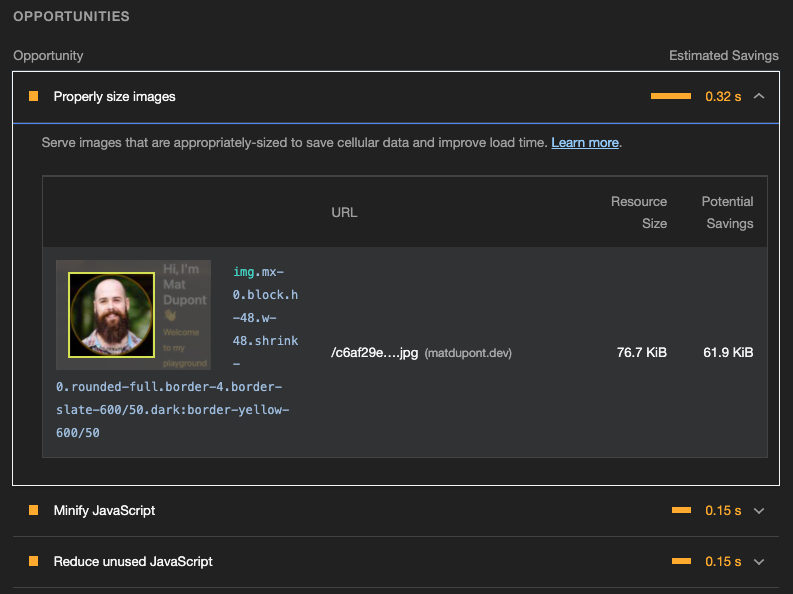 OPPORTUNITIES
Opportunity Estimated Savings
Properly size images 0.32 s
Serve images that are appropriately-sized to save cellular data and improve load time. Learn more.
URL Resource Size Potential Savings
Hi, I'm
Mat
Dupont
Welcome
to my
playground
img.mx-
0.block.h
-48.w-
48.shrink
-
0.rounded-full.border-4.border-
slate-600/50.dark:border-yellow-
600/50
/c6af29e….jpg (matdupont.dev) 76.7 KiB 61.9 KiB
Minify JavaScript 0.15 s
Reduce unused JavaScript 0.15 s